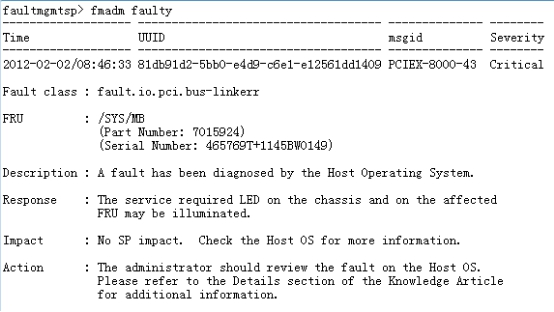 faultmgmtsp> fmadm faulty
------------------- ------------------------------------ -------------- --------
Time                UUID                                 msgid          Severity
------------------- ------------------------------------ -------------- --------
2012-02-02/08:46:33 81db91d2-5bb0-e4d9-c6e1-e12561dd1409 PCIEX-8000-43  Critical
Fault class : fault.io.pci.bus-linkerr
FRU         : /SYS/MB
              (Part Number: 7015924)
              (Serial Number: 465769T+1145BW0149)
Description : A fault has been diagnosed by the Host Operating System.
Response    : The service required LED on the chassis and on the affected
              FRU may be illuminated.
Impact      : No SP impact.  Check the Host OS for more information.
Action      : The administrator should review the fault on the Host OS.
              Please refer to the Details section of the Knowledge Article
              for additional information.